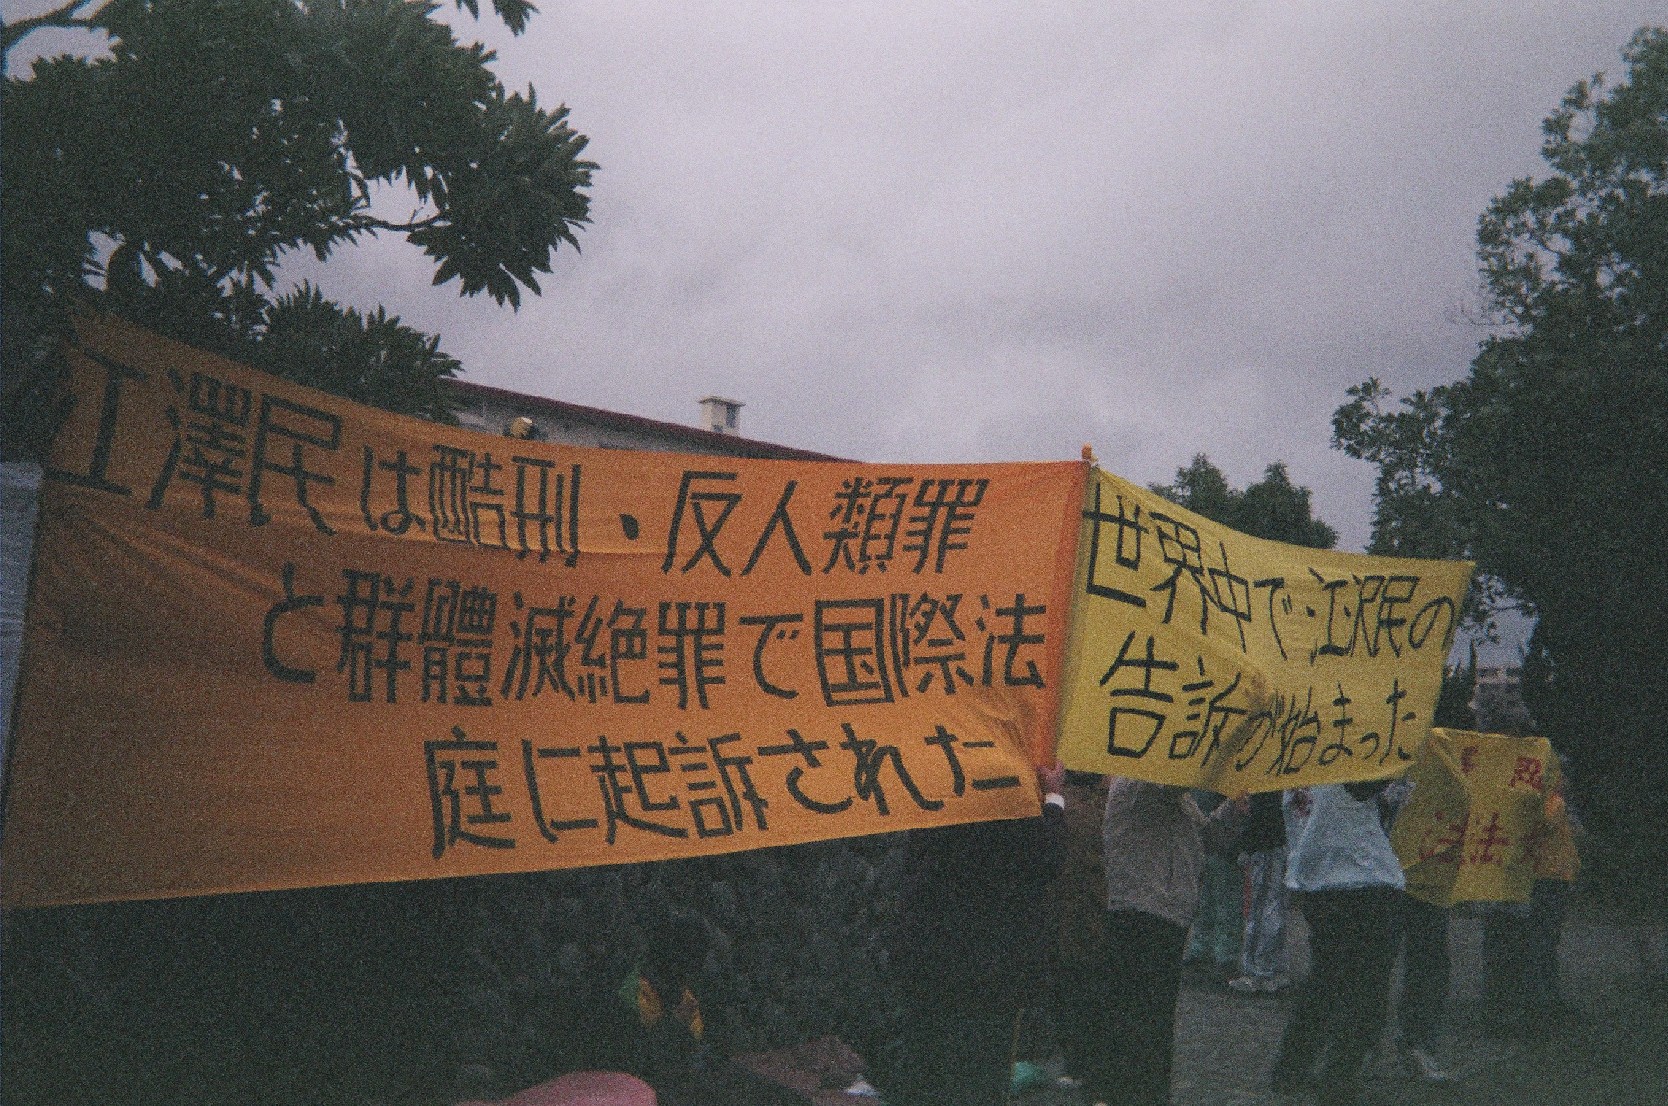 江澤民は酷刑、反人類罪
と群體滅絶罪で国際法
庭に起訴された
世界中で、江沢民の
告訴が始まった
忍
法